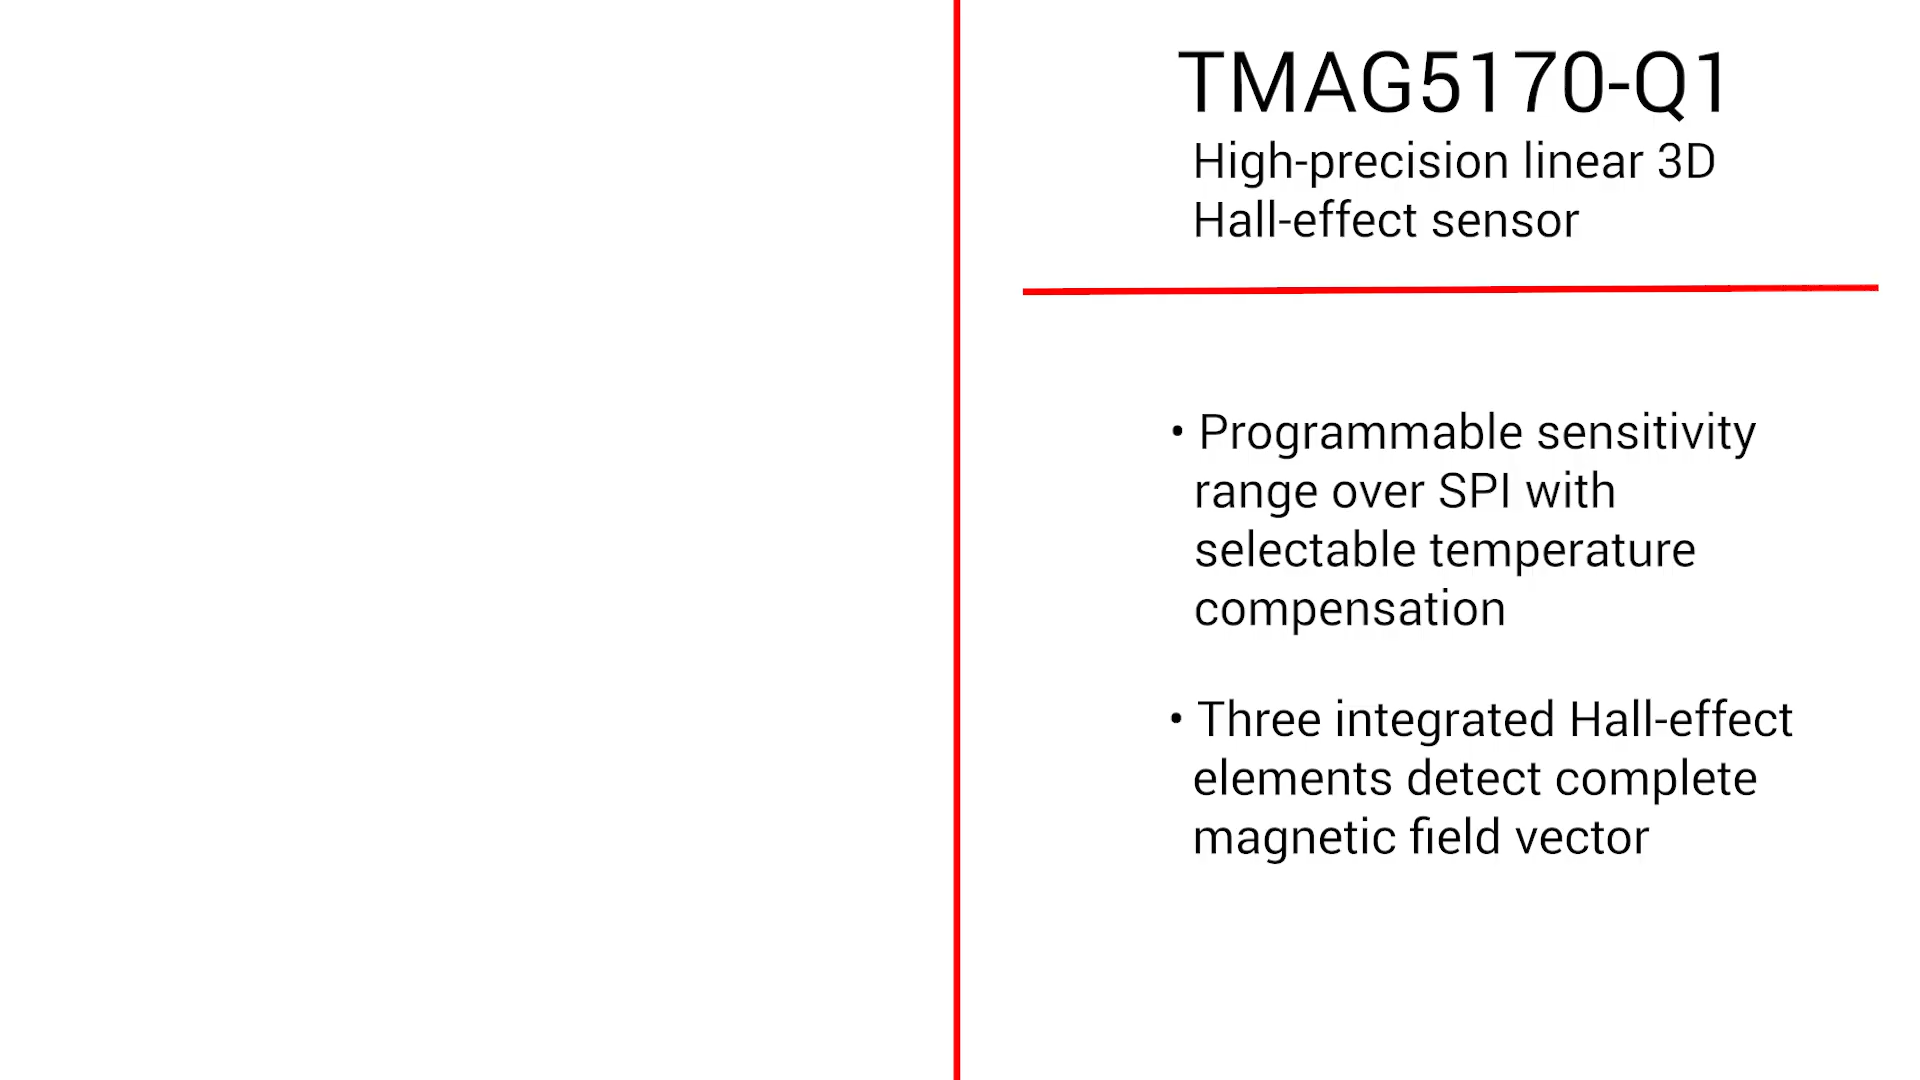 TMAG5170-Q1
High-precision linear 3D
Hall-effect sensor
• Programmable sensitivity
range over SPI with
selectable temperature
compensation
• Three integrated Hall-effect
elements detect complete
magnetic field vector